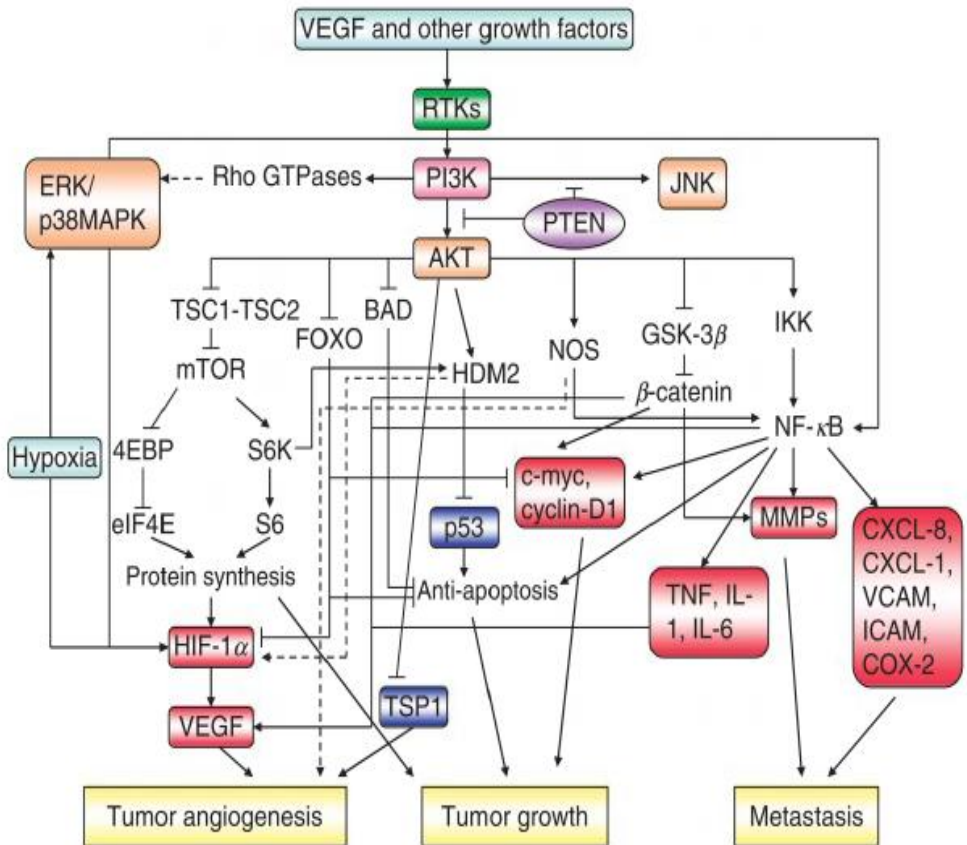 VEGF and other growth factors
RTKs
ERK/
p38MAPK
Rho GTPases
PI3K
JNK
PTEN
AKT
TSC1-TSC2
FOXO
BAD
NOS
GSK-3β
IKK
mTOR
HDM2
β-catenin
NF-κB
Hypoxia
4EBP
S6K
c-myc,
cyclin-D1
eIF4E
S6
p53
MMPs
CXCL-8,
CXCL-1,
VCAM,
ICAM,
COX-2
Protein synthesis
Anti-apoptosis
TNF, IL-
1, IL-6
HIF-1α
VEGF
TSP1
Tumor angiogenesis
Tumor growth
Metastasis